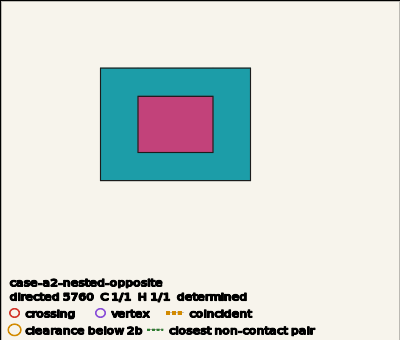 case-a2-nested-opposite
directed 5760 C 1/1 H 1/1 determined
crossing vertex coincident
clearance below 2b closest non-contact pair